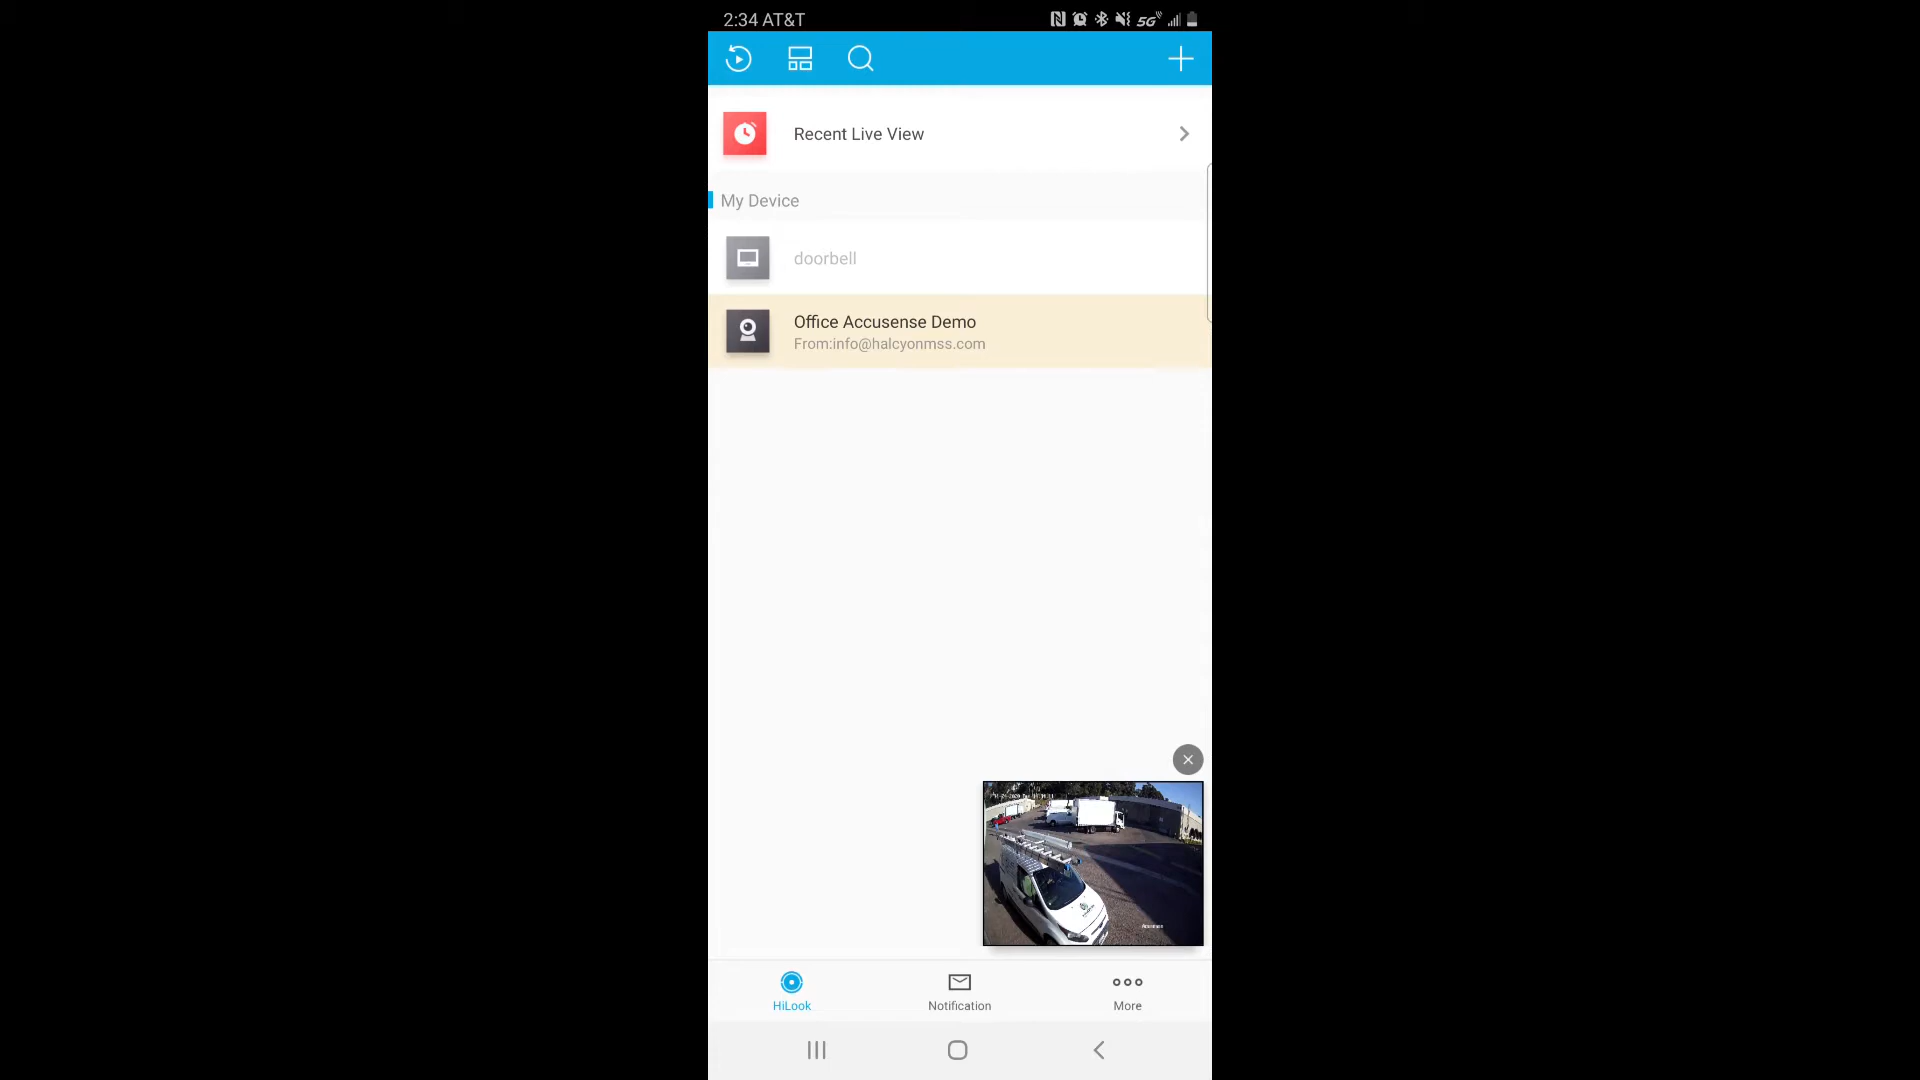 2:34 AT&T
5G
Recent Live View
My Device
doorbell
Office Accusense Demo
From:info@halcyonmss.com
HiLook
Notification
More